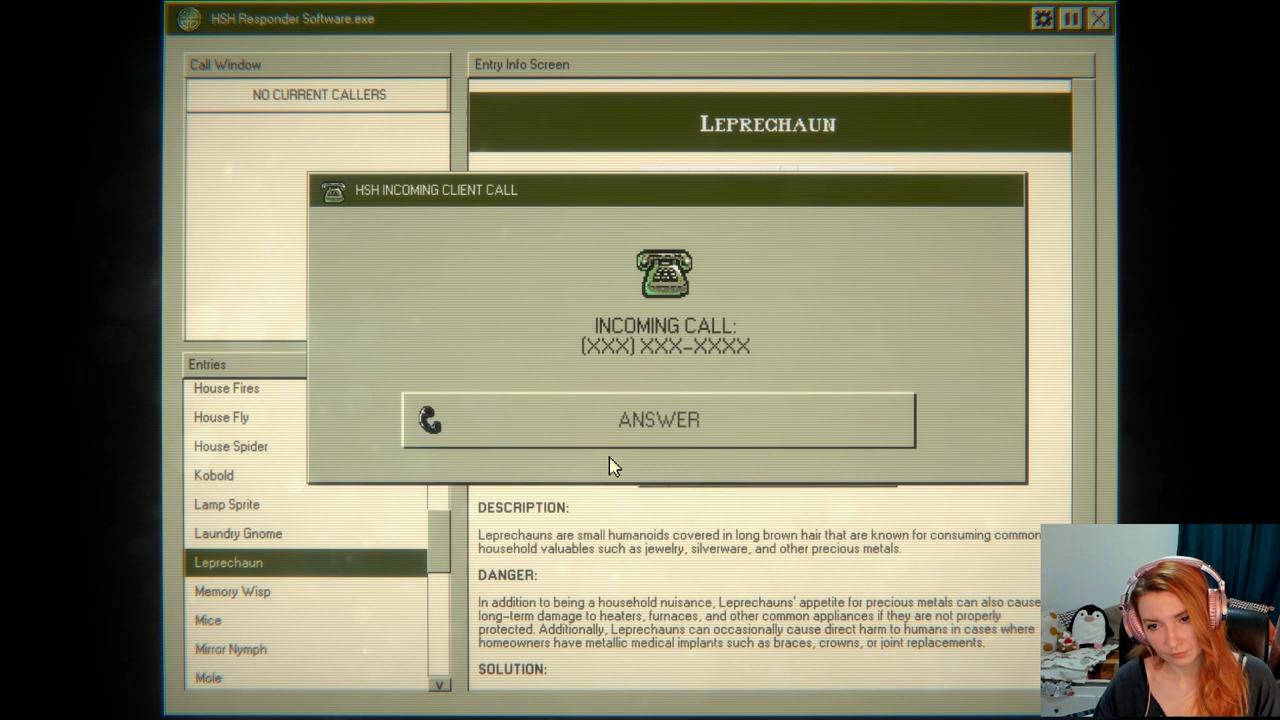 HSH Responder Software.exe
Call Window
NO CURRENT CALLERS
Entry Info Screen
LEPRECHAUN
HSH INCOMING CLIENT CALL
INCOMING CALL:
(XXX) XXX-XXXX
ANSWER
Entries
House Fires
House Fly
House Spider
Kobold
Lamp Sprite
Laundry Gnome
Leprechaun
Memory Wisp
Mice
Mirror Nymph
Mole
V
DESCRIPTION:
Leprechauns are small humanoids covered in long brown hair that are known for consuming common
household valuables such as jewelry, silverware, and other precious metals.
DANGER:
In addition to being a household nuisance, Leprechauns' appetite for precious metals can also cause
long-term damage to heaters, furnaces, and other common appliances if they are not properly
protected. Additionally, Leprechauns can occasionally cause direct harm to humans in cases where
homeowners have metallic medical implants such as braces, crowns, or joint replacements.
SOLUTION: